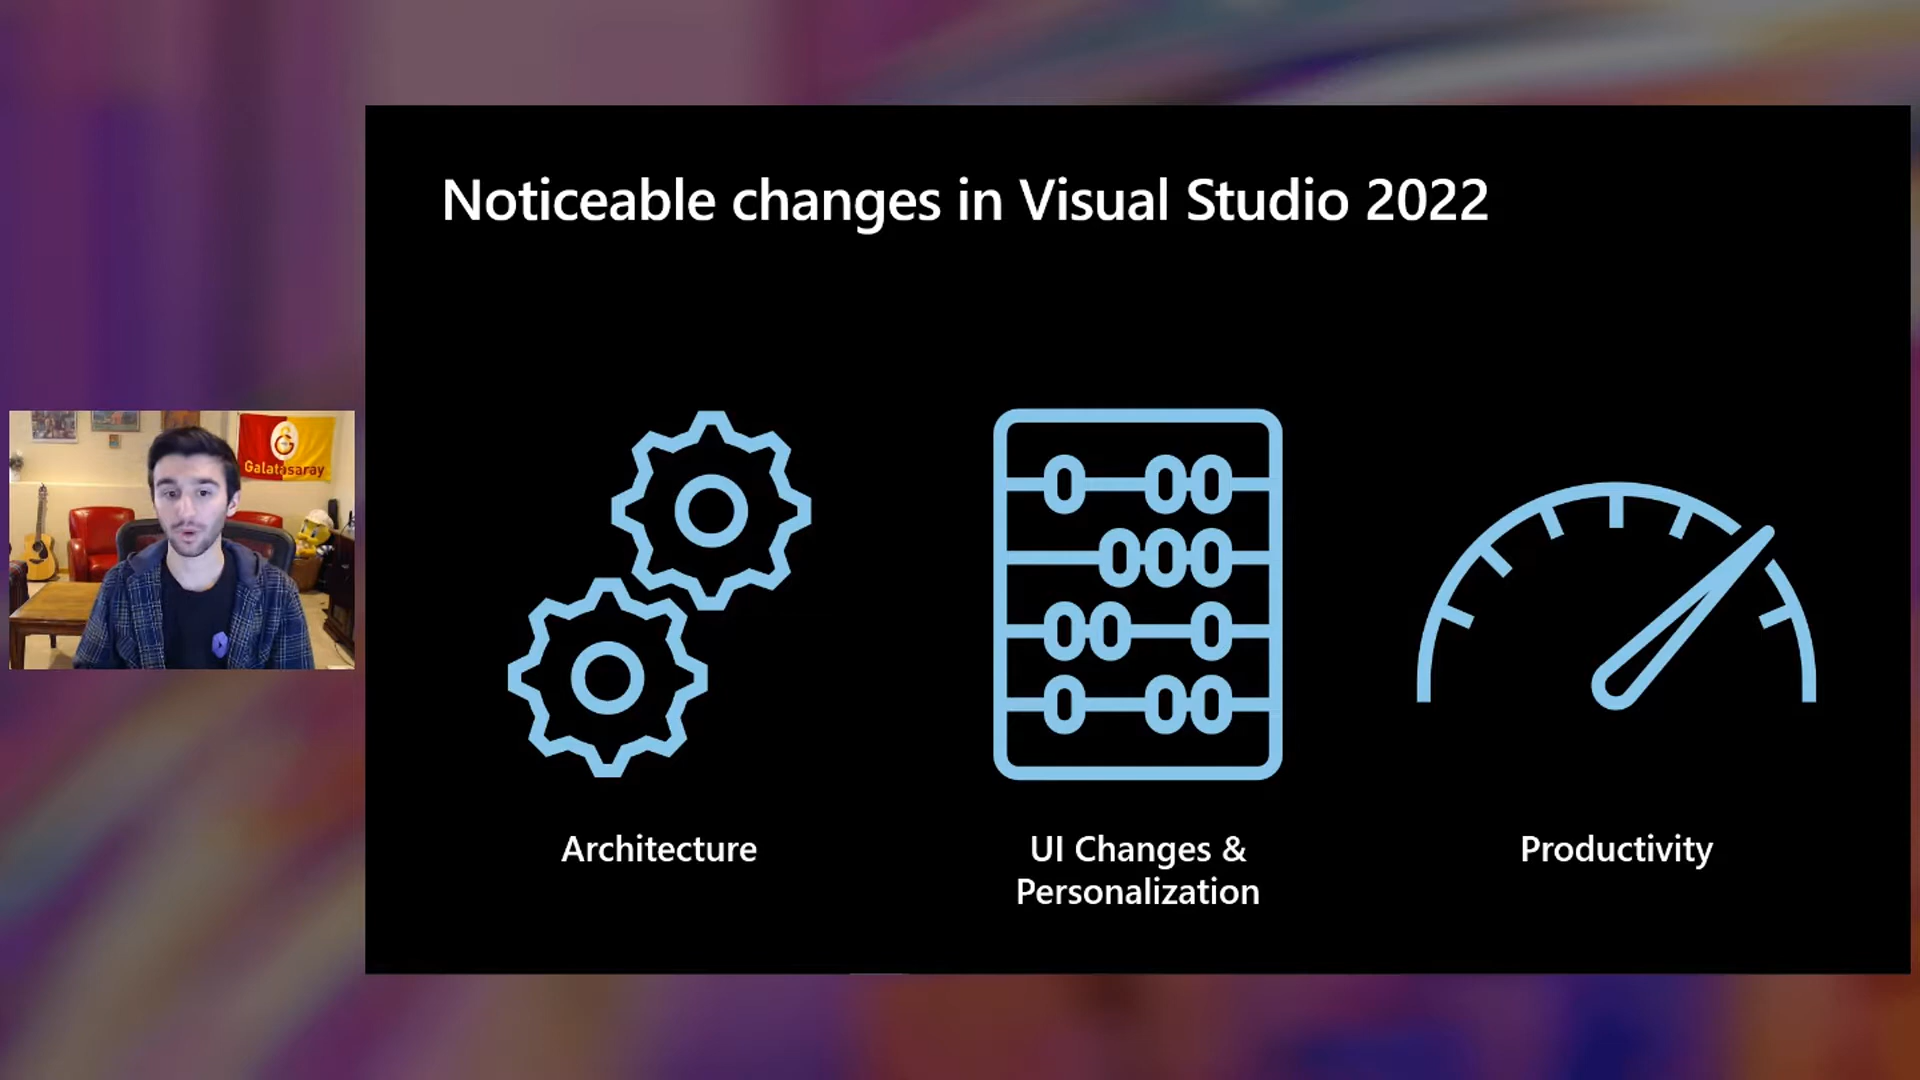 Noticeable changes in Visual Studio 2022
Galatasaray
Architecture
UI Changes &
Personalization
Productivity